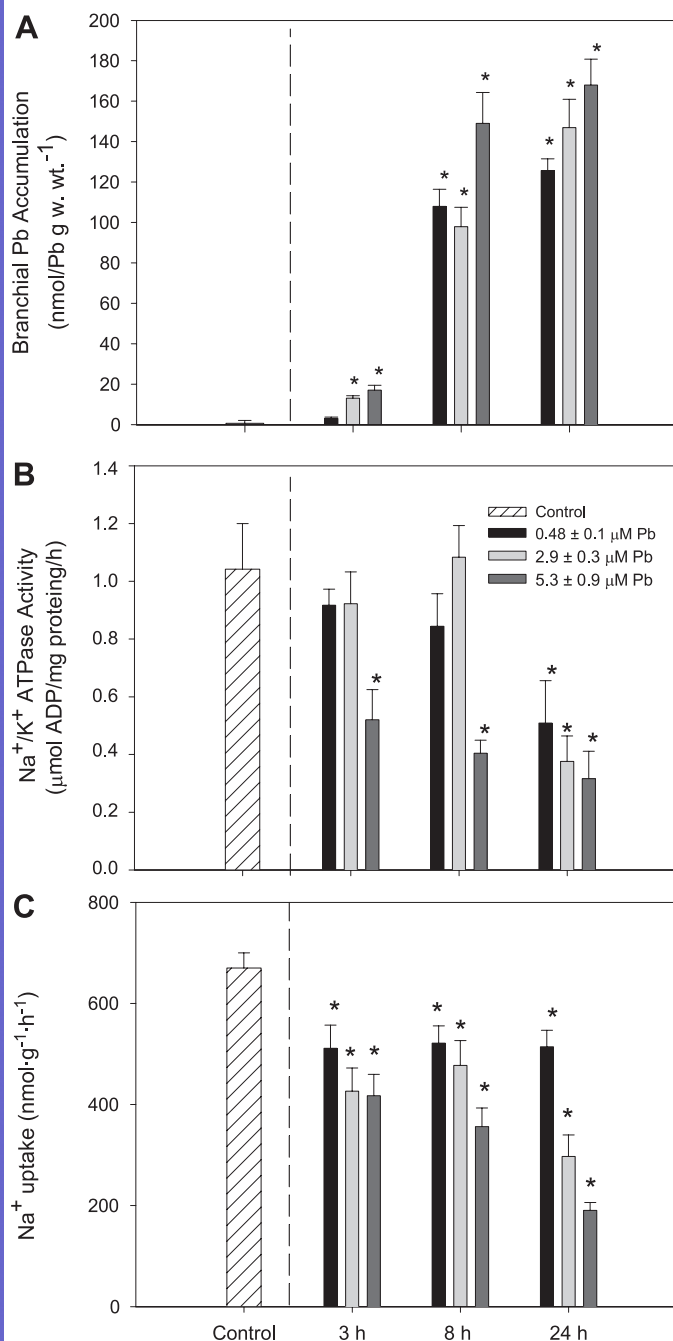 A
Branchial Pb Accumulation
(nmol/Pb g w. wt.⁻¹)
200
180
160
140
120
100
80
60
40
20
0
* * * * * * * *
B
Na⁺/K⁺ ATPase Activity
(μmol ADP/mg proteing/h)
1.4
1.2
1.0
0.8
0.6
0.4
0.2
0.0
Control
0.48 ± 0.1 μM Pb
2.9 ± 0.3 μM Pb
5.3 ± 0.9 μM Pb
* * * * *
C
Na⁺ uptake (nmol·g⁻¹·h⁻¹)
800
600
400
200
0
* * * * * * * * *
Control 3 h 8 h 24 h